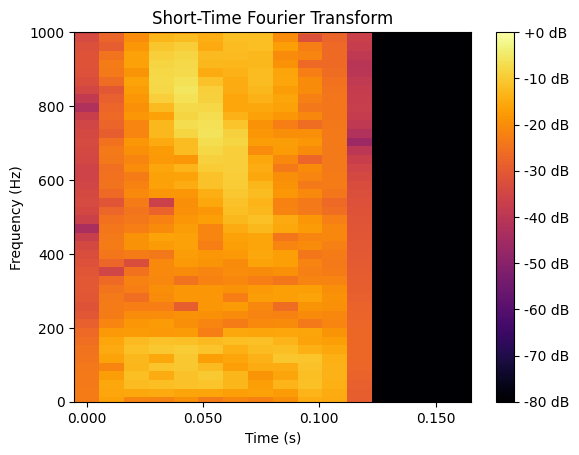 Short-Time Fourier Transform
1000
800
600
400
200
0
Frequency (Hz)
0.000
0.050
0.100
0.150
Time (s)
+0 dB
-10 dB
-20 dB
-30 dB
-40 dB
-50 dB
-60 dB
-70 dB
-80 dB